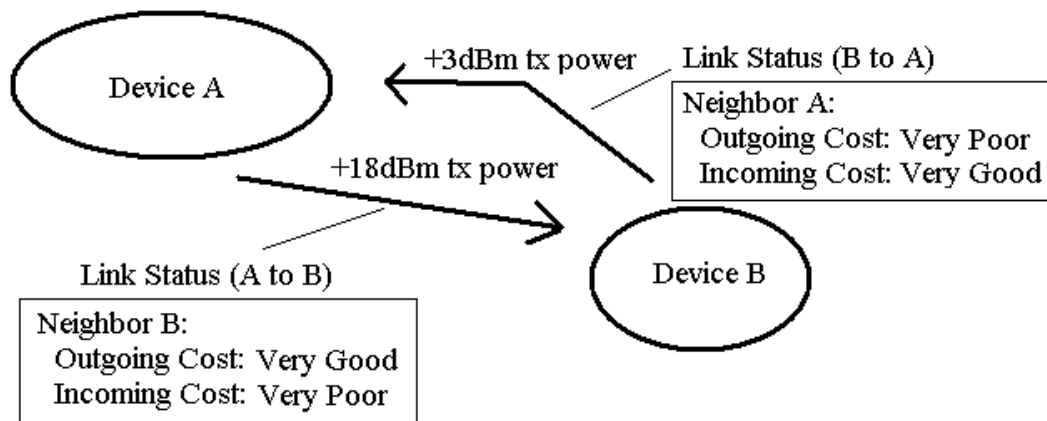 +3dBm tx power
Link Status (B to A)
Device A
Neighbor A:
Outgoing Cost: Very Poor
Incoming Cost: Very Good
+18dBm tx power
Link Status (A to B)
Device B
Neighbor B:
Outgoing Cost: Very Good
Incoming Cost: Very Poor